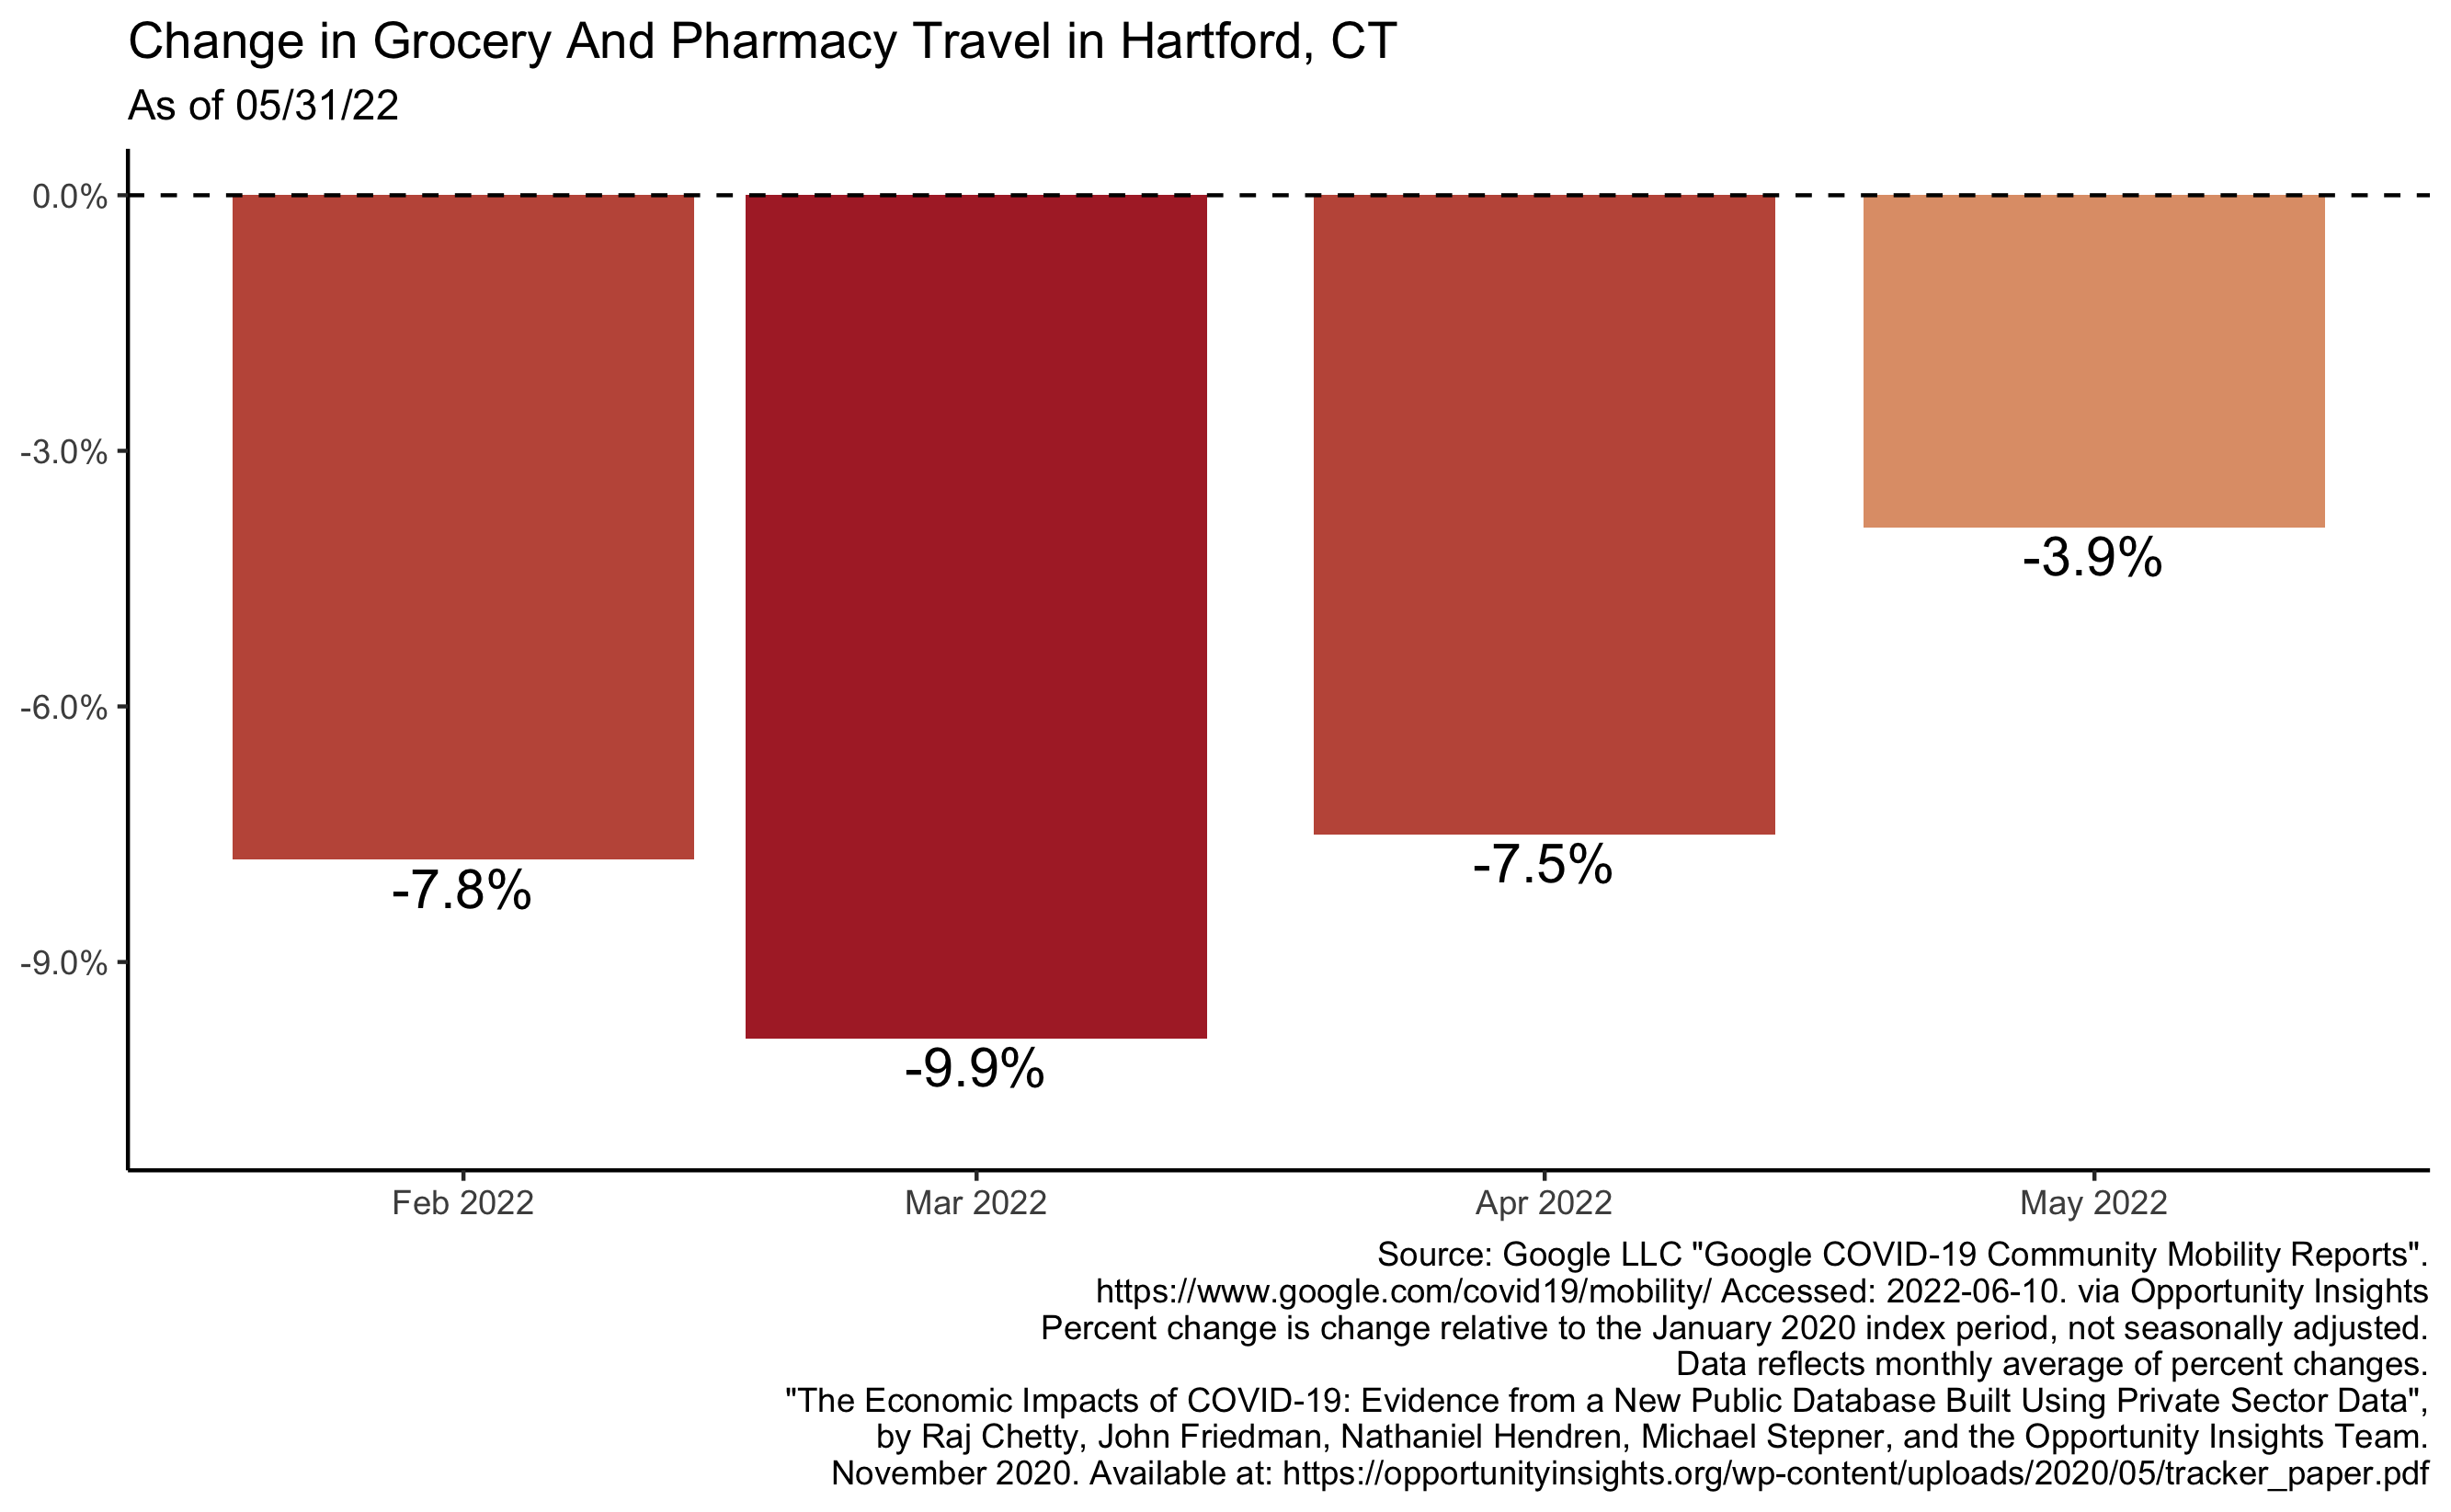 Change in Grocery And Pharmacy Travel in Hartford, CT
As of 05/31/22
0.0%
-3.0%
-6.0%
-9.0%
-7.8%
-9.9%
-7.5%
-3.9%
Feb 2022
Mar 2022
Apr 2022
May 2022
Source: Google LLC "Google COVID-19 Community Mobility Reports".
https://www.google.com/covid19/mobility/ Accessed: 2022-06-10. via Opportunity Insights
Percent change is change relative to the January 2020 index period, not seasonally adjusted.
Data reflects monthly average of percent changes.
"The Economic Impacts of COVID-19: Evidence from a New Public Database Built Using Private Sector Data",
by Raj Chetty, John Friedman, Nathaniel Hendren, Michael Stepner, and the Opportunity Insights Team.
November 2020. Available at: https://opportunityinsights.org/wp-content/uploads/2020/05/tracker_paper.pdf